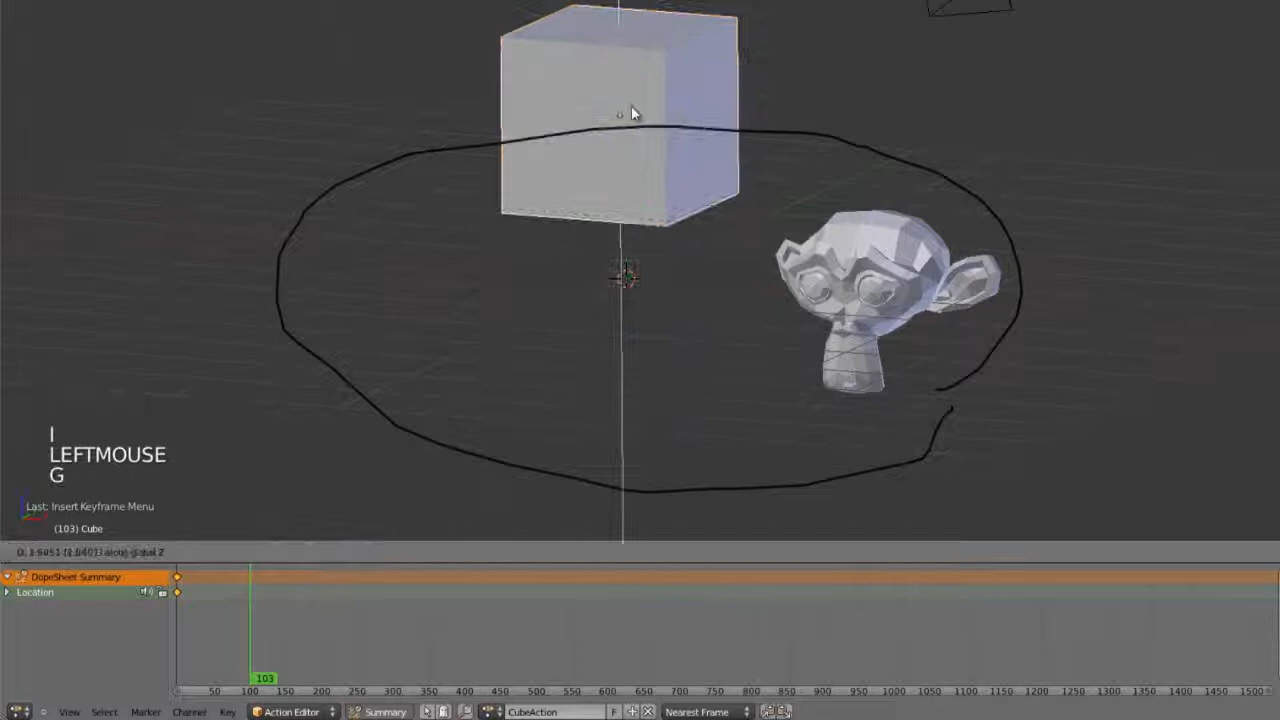 I
LEFTMOUSE
G
Last: Insert Keyframe Menu
(103) Cube
along global Z
DopeSheet Summary
Location
103
50 100 150 200 250 300 350 400 450 500 550 600 650 700 750 800 850 900 950 1000 1050 1100 1150 1200 1250 1300 1350 1400 1450 1500
View Select Marker Channel Key Action Editor Summary CubeAction F Nearest Frame